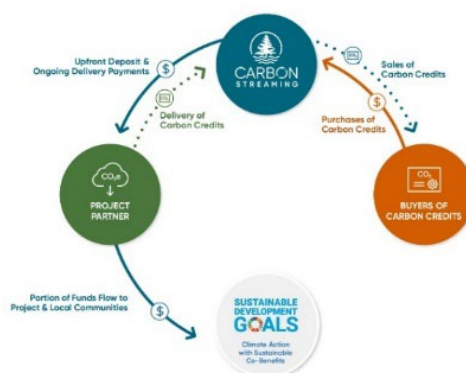 Upfront Deposit &
Ongoing Delivery Payments
$
CARBON
STREAMING
Sales of
Carbon Credits
Delivery of
Carbon Credits
$
Purchases of
Carbon Credits
CO₂e
PROJECT
PARTNER
CO₂
BUYERS OF
CARBON CREDITS
Portion of Funds Flow to
Project & Local Communities
$
SUSTAINABLE
DEVELOPMENT
GOALS
Climate Action
with Sustainable
Co-Benefits